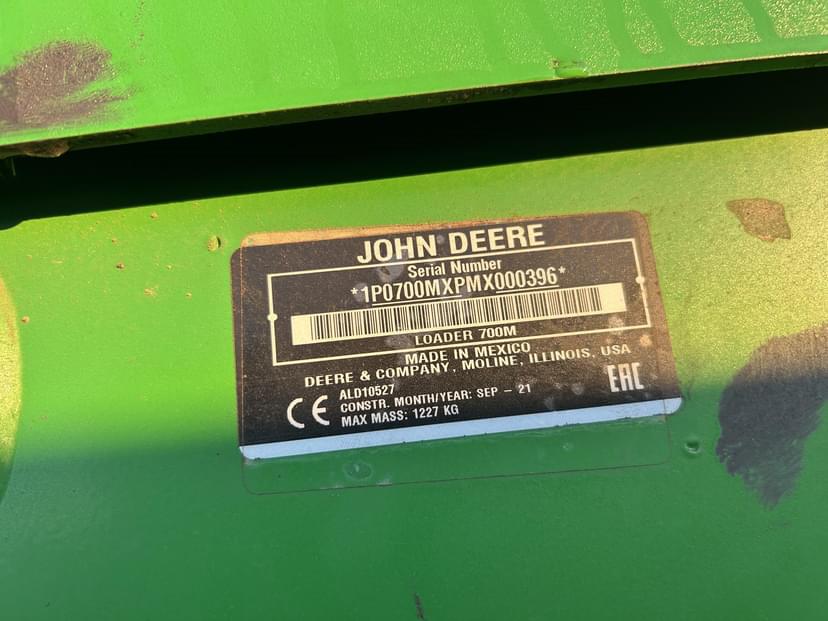 JOHN DEERE
Serial Number
*1P0700MXPMX000396*
LOADER 700M
MADE IN MEXICO
DEERE & COMPANY, MOLINE, ILLINOIS, USA
ALD10527
CONSTR. MONTH/YEAR: SEP - 21
MAX MASS: 1227 KG
CE
EAC